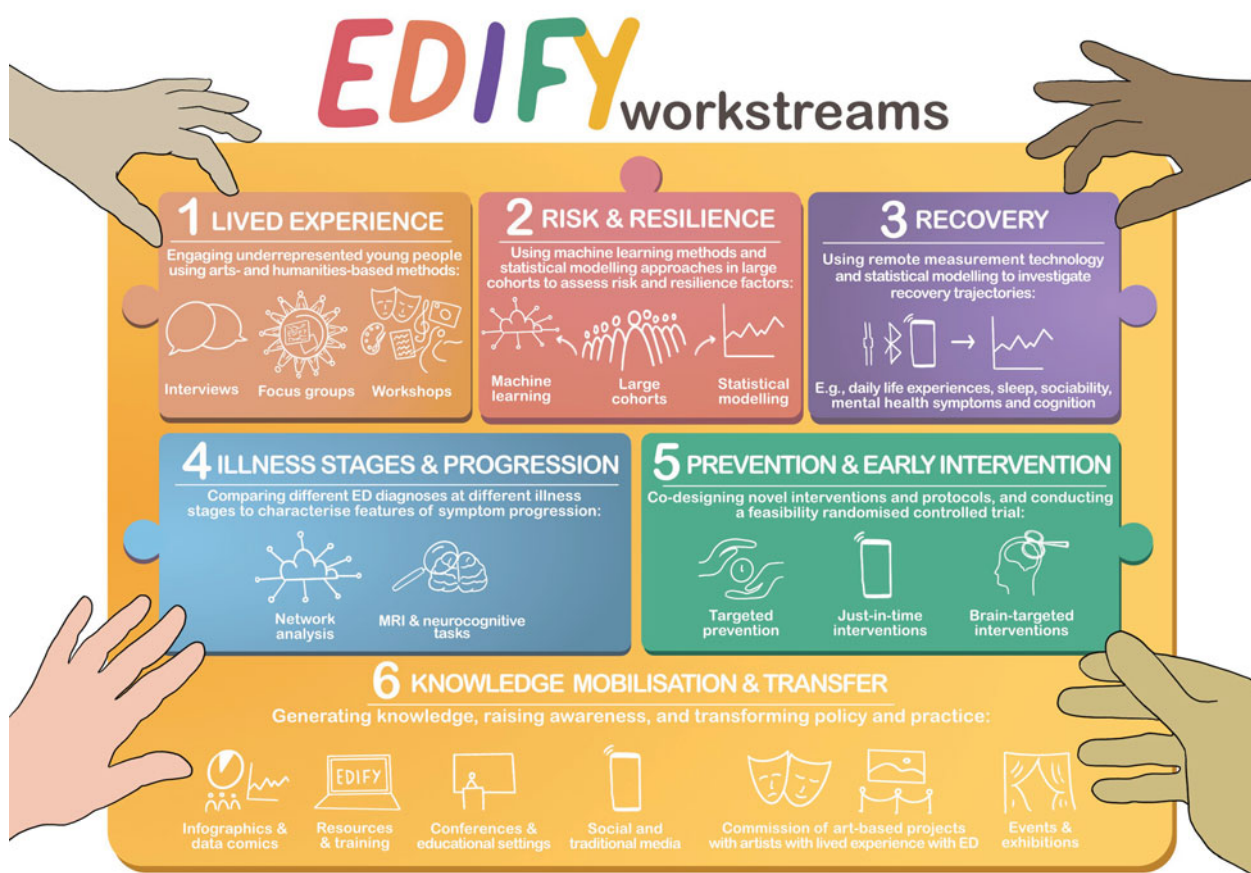 EDIFY workstreams
1 LIVED EXPERIENCE
Engaging underrepresented young people
using arts- and humanities-based methods:
Interviews
Focus groups
Workshops
2 RISK & RESILIENCE
Using machine learning methods and
statistical modelling approaches in large
cohorts to assess risk and resilience factors:
Machine
learning
Large
cohorts
Statistical
modelling
3 RECOVERY
Using remote measurement technology
and statistical modelling to investigate
recovery trajectories:
E.g., daily life experiences, sleep, sociability,
mental health symptoms and cognition
4 ILLNESS STAGES & PROGRESSION
Comparing different ED diagnoses at different illness
stages to characterise features of symptom progression:
Network
analysis
MRI & neurocognitive
tasks
5 PREVENTION & EARLY INTERVENTION
Co-designing novel interventions and protocols, and conducting
a feasibility randomised controlled trial:
Targeted
prevention
Just-in-time
interventions
Brain-targeted
interventions
6 KNOWLEDGE MOBILISATION & TRANSFER
Generating knowledge, raising awareness, and transforming policy and practice:
Infographics &
data comics
EDIFY
Resources
& training
Conferences &
educational settings
Social and
traditional media
Commission of art-based projects
with artists with lived experience with ED
Events &
exhibitions